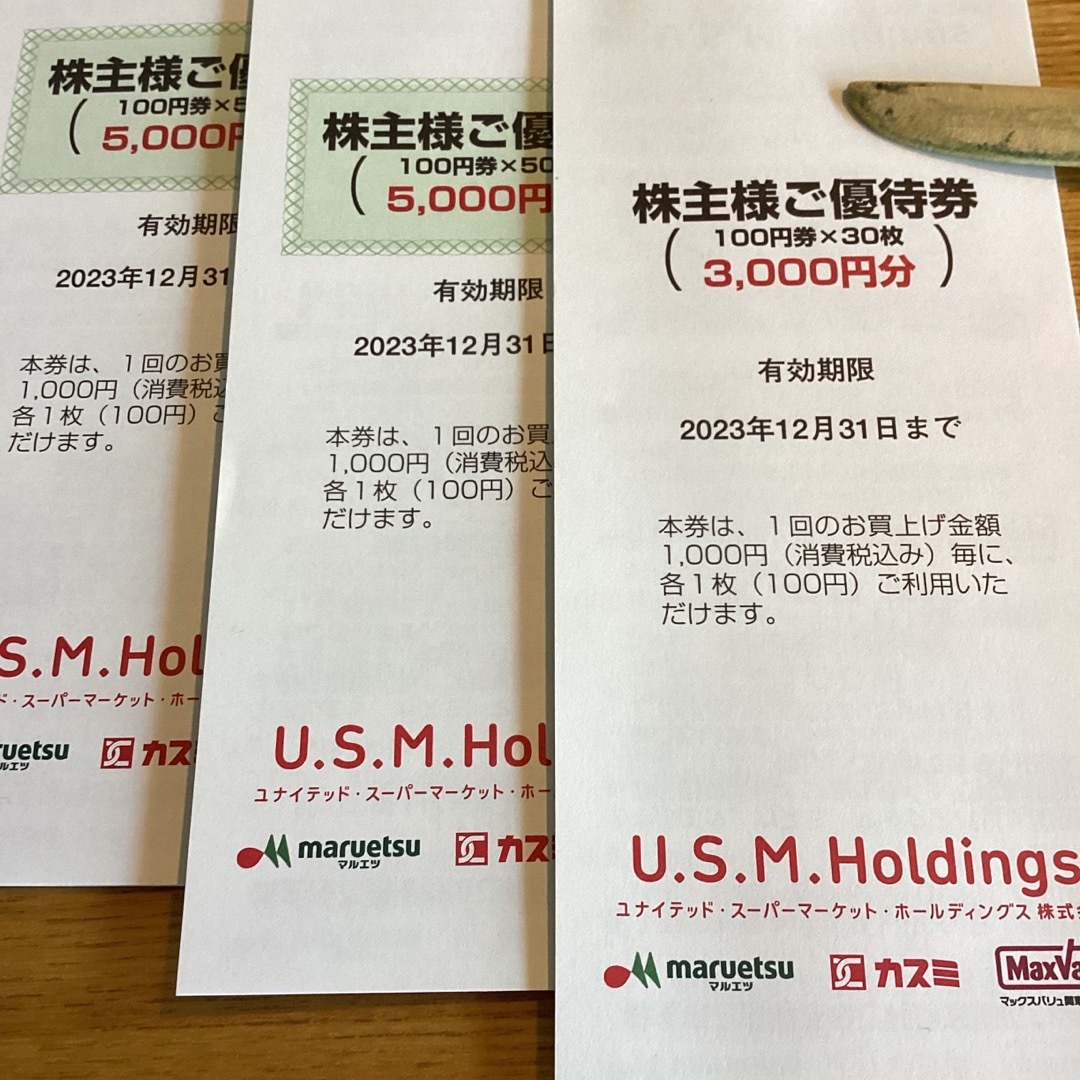 株主様ご優
100円券×5
5,000円
有効期限
2023年12月31
本券は、1回のお買
1,000円（消費税込
各1枚（100円）ご
だけます。
S.M.Hol
ド・スーパーマーケット・ホー
ruetsu
マルエツ
カスミ
株主様ご優
100円券×50
5,000円
有効期限
2023年12月31日
本券は、1回のお買上
1,000円（消費税込み
各1枚（100円）ご
だけます。
U.S.M.Hol
ユナイテッド・スーパーマーケット・ホー
maruetsu
マルエツ
カスミ
株主様ご優待券
（100円券×30枚
3,000円分）
有効期限
2023年12月31日まで
本券は、1回のお買上げ金額
1,000円（消費税込み）毎に、
各1枚（100円）ご利用いた
だけます。
U.S.M.Holdings
ユナイテッド・スーパーマーケット・ホールディングス 株式会
maruetsu
マルエツ
カスミ
MaxVa
マックスバリュ関東